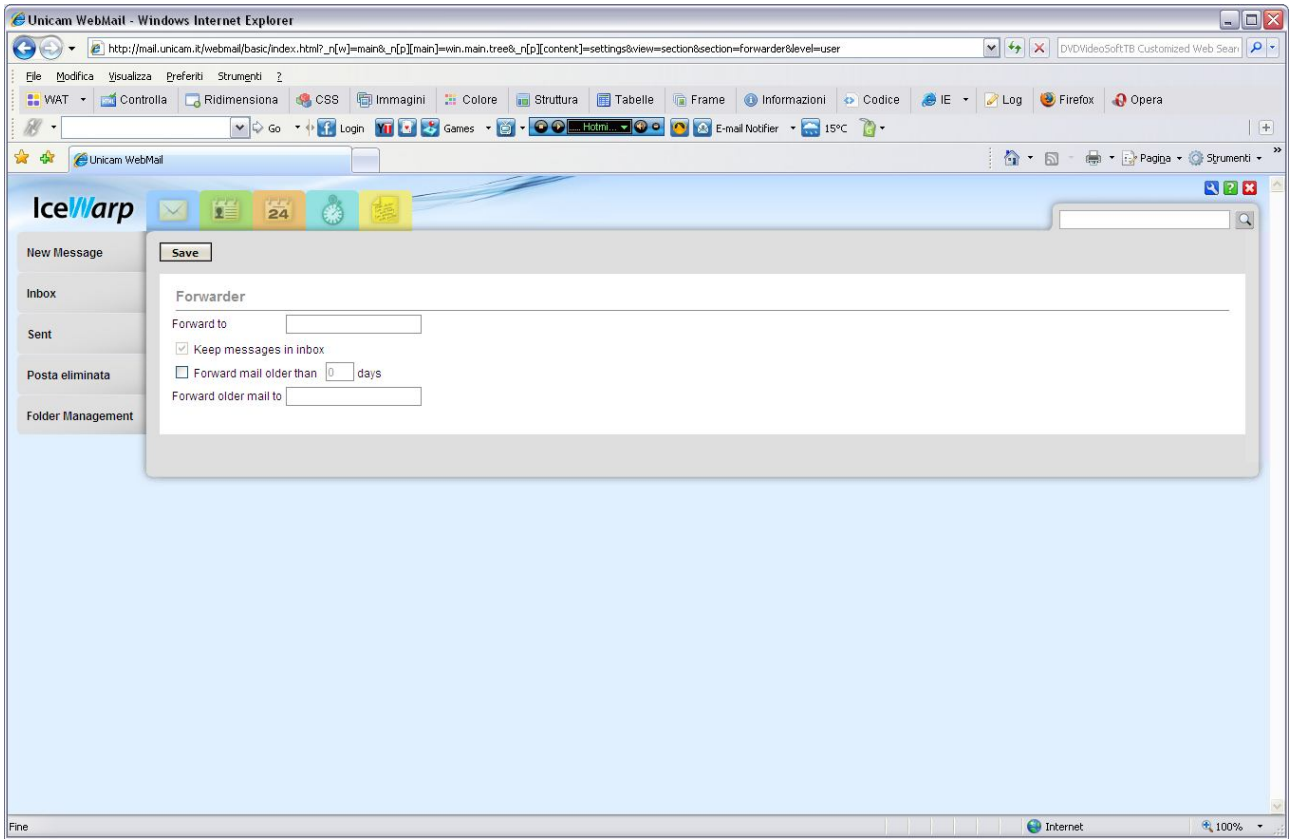 Unicam WebMail - Windows Internet Explorer
http://mail.unicam.it/webmail/basic/index.html?_n[w]=main&_n[p][main]=win.main.tree&_n[p][content]=settings&view=section&section=forwarder&level=user
DVDVideoSoftTB Customized Web Sear
File Modifica Visualizza Preferiti Strumenti ?
WAT Controlla Ridimensiona CSS Immagini Colore Struttura Tabelle Frame Informazioni Codice IE Log Firefox Opera
Go Login Games .... Hotmi... E-mail Notifier 15°C
Unicam WebMail
Pagina Strumenti
IceWarp
24
New Message
Save
Inbox
Forwarder
Forward to
Sent
Keep messages in inbox
Posta eliminata
Forward mail older than 0 days
Forward older mail to
Folder Management
Fine
Internet
100%